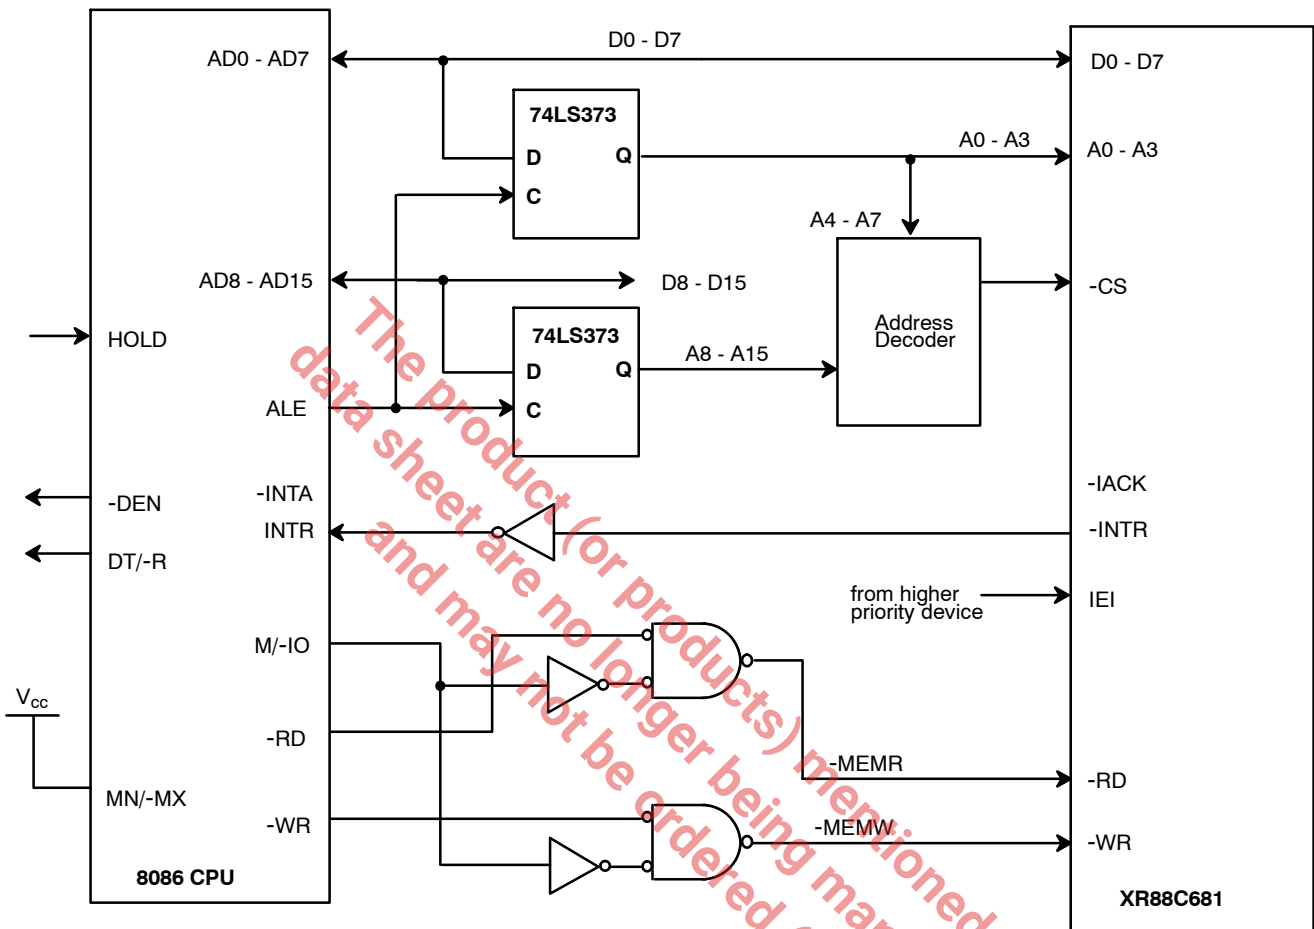 D0 - D7
AD0 - AD7
D0 - D7
74LS373
D
Q
C
A0 - A3
A0 - A3
A4 - A7
AD8 - AD15
D8 - D15
-CS
Address
Decoder
HOLD
74LS373
D
Q
C
A8 - A15
ALE
-DEN
-INTA
INTR
-IACK
-INTR
DT/-R
from higher
priority device
IEI
M/-IO
VCC
-RD
-MEMR
-RD
MN/-MX
-WR
-MEMW
-WR
8086 CPU
XR88C681
The product (or products) mentioned
data sheet are no longer being man
and may not be ordered (